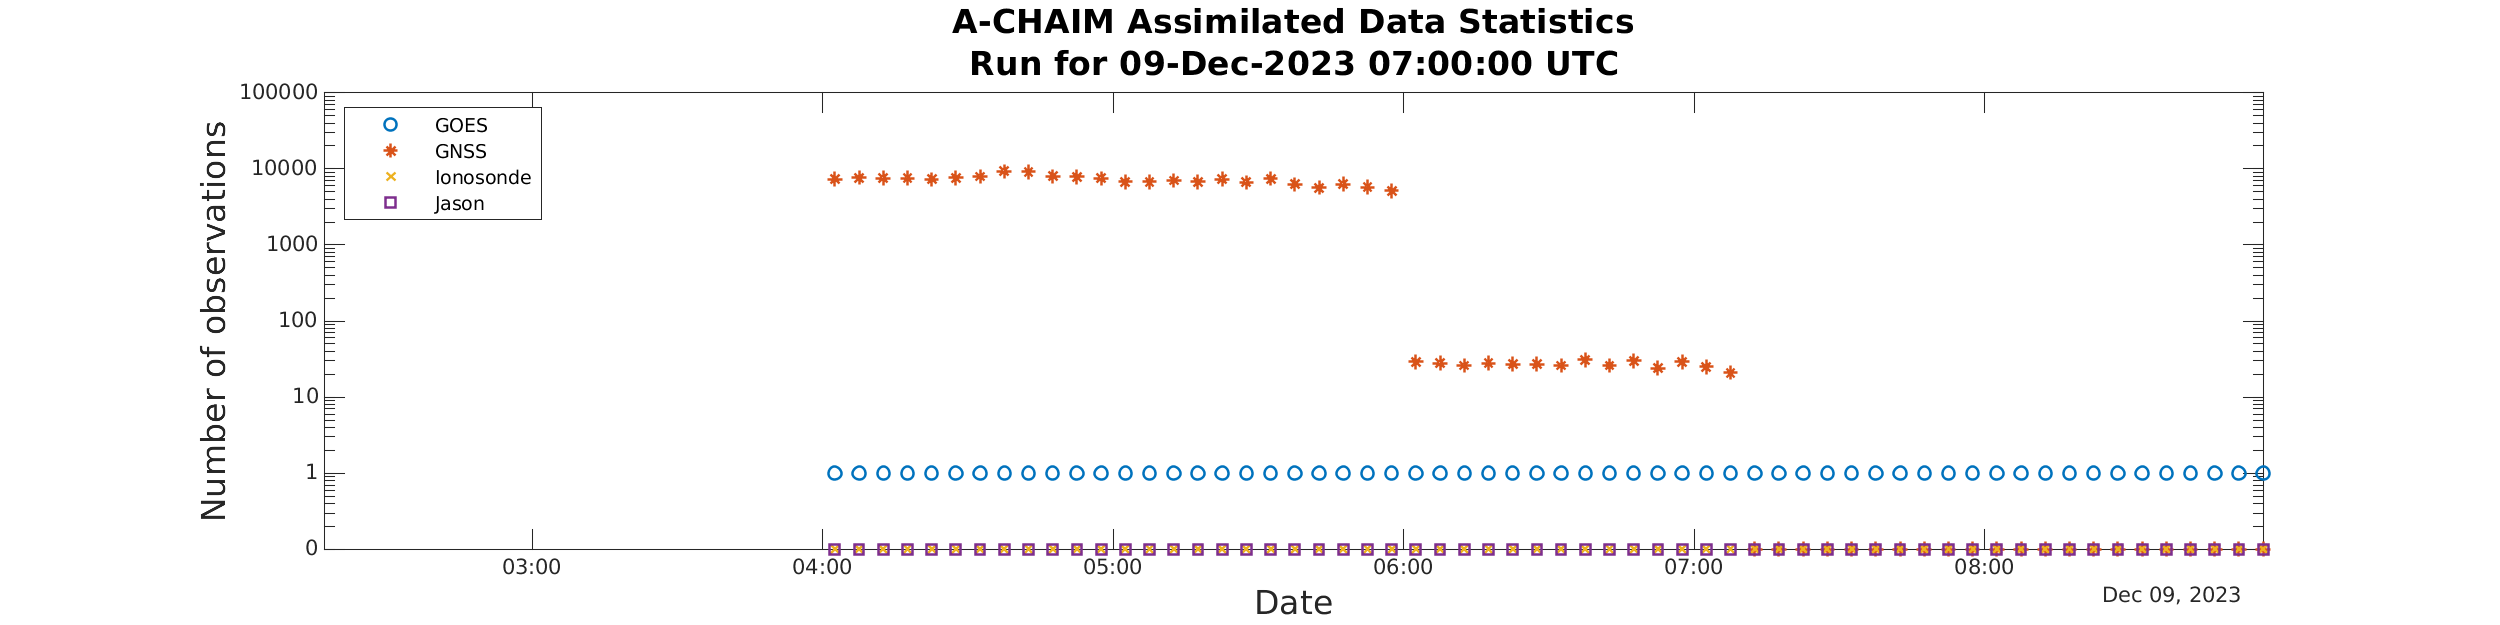 A-CHAIM Assimilated Data Statistics
Run for 09-Dec-2023 07:00:00 UTC
Number of observations
100000
10000
1000
100
10
1
0
GOES
GNSS
Ionosonde
Jason
03:00 04:00 05:00 06:00 07:00 08:00
Date
Dec 09, 2023